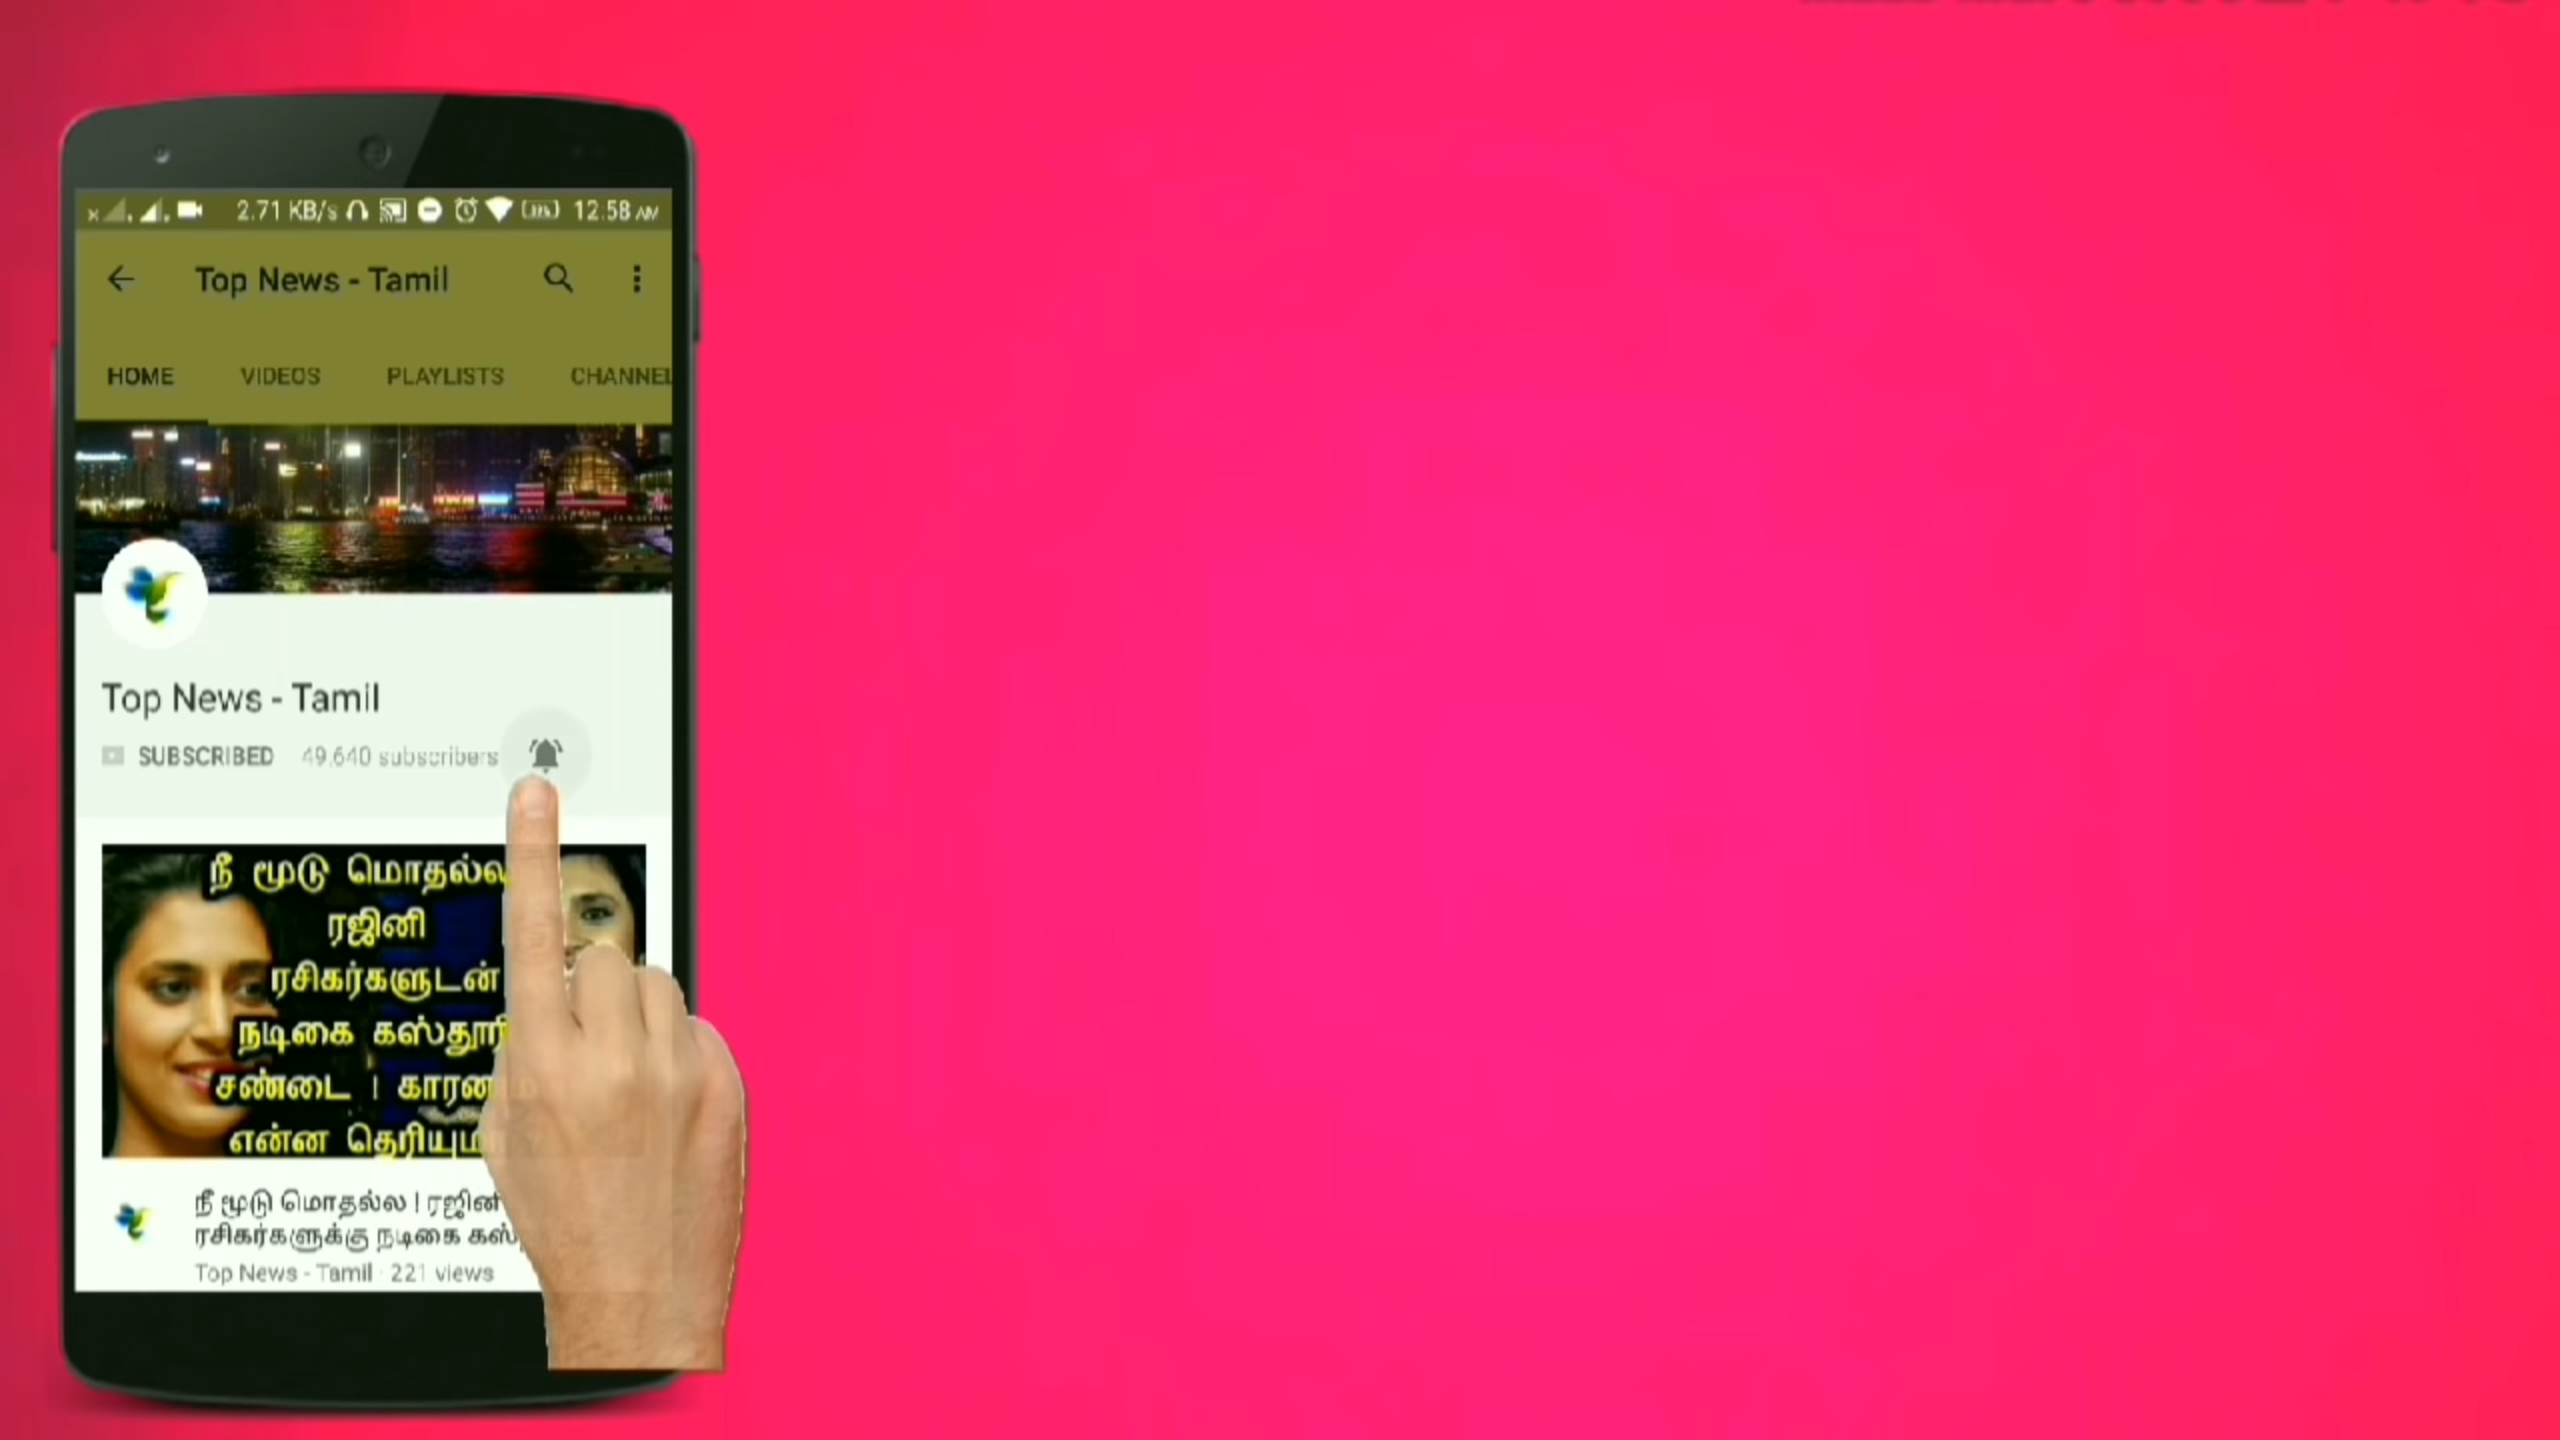 2.71 KB/s 12.58 AM
Top News - Tamil
HOME VIDEOS PLAYLISTS CHANNEL
Top News - Tamil
SUBSCRIBED 49,640 subscribers
நீ மூடு மொதல்ல
ரஜினி
ரசிகர்களுடன்
நடிகை கஸ்தூரி
சண்டை | காரணம்
என்ன தெரியுமா ?
நீ மூடு மொதல்ல | ரஜினி
ரசிகர்களுக்கு நடிகை
Top News - Tamil · 221 views